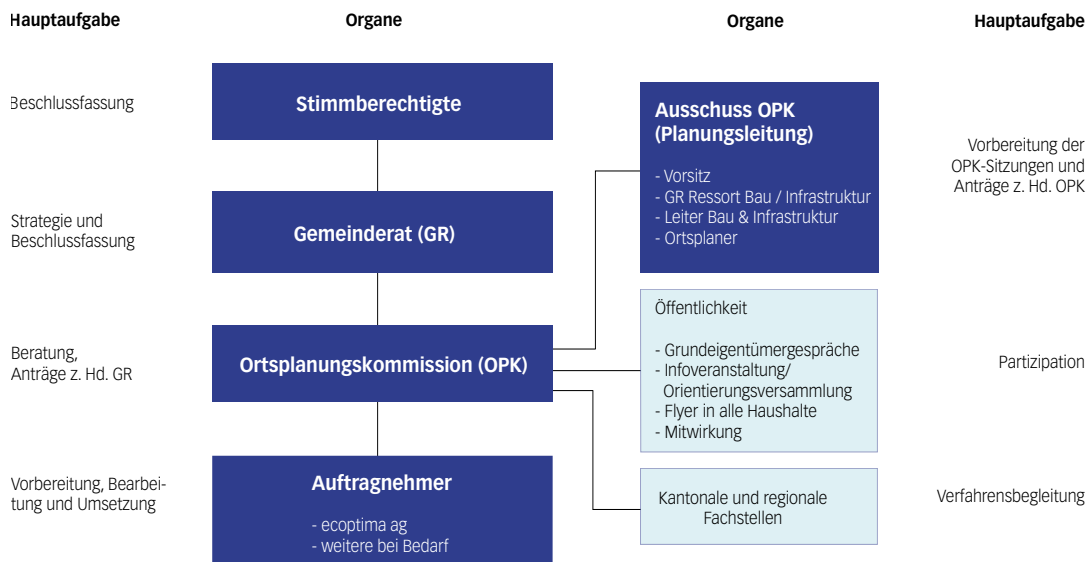 Hauptaufgabe
Organe
Organe
Hauptaufgabe
Beschlussfassung
Stimmberechtigte
Strategie und
Beschlussfassung
Gemeinderat (GR)
Beratung,
Anträge z. Hd. GR
Ortsplanungskommission (OPK)
Vorbereitung, Bearbei-
tung und Umsetzung
Auftragnehmer
- ecoptima ag
- weitere bei Bedarf
Ausschuss OPK
(Planungsleitung)
- Vorsitz
- GR Ressort Bau / Infrastruktur
- Leiter Bau & Infrastruktur
- Ortsplaner
Vorbereitung der
OPK-Sitzungen und
Anträge z. Hd. OPK
Öffentlichkeit
- Grundeigentümergespräche
- Infoveranstaltung/
Orientierungsversammlung
- Flyer in alle Haushalte
- Mitwirkung
Partizipation
Kantonale und regionale
Fachstellen
Verfahrensbegleitung